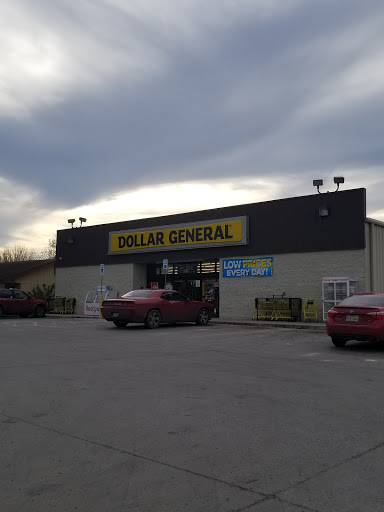 DOLLAR GENERAL
LOW PRICES
EVERY DAY!